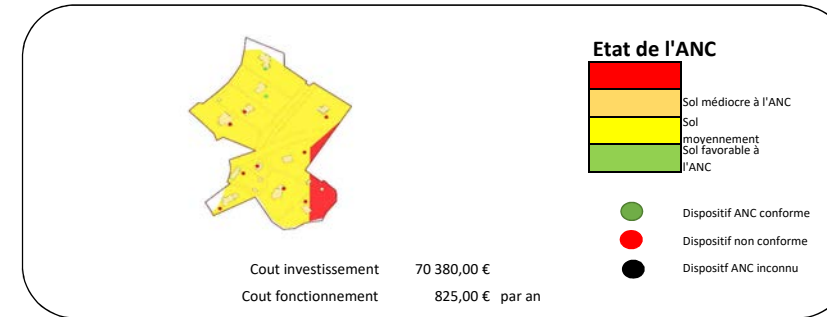 Etat de l'ANC
Sol médiocre à l'ANC
Sol
moyennement
Sol favorable à
l'ANC
Dispositif ANC conforme
Dispositif non conforme
Dispositf ANC inconnu
Cout investissement 70 380,00 €
Cout fonctionnement 825,00 € par an